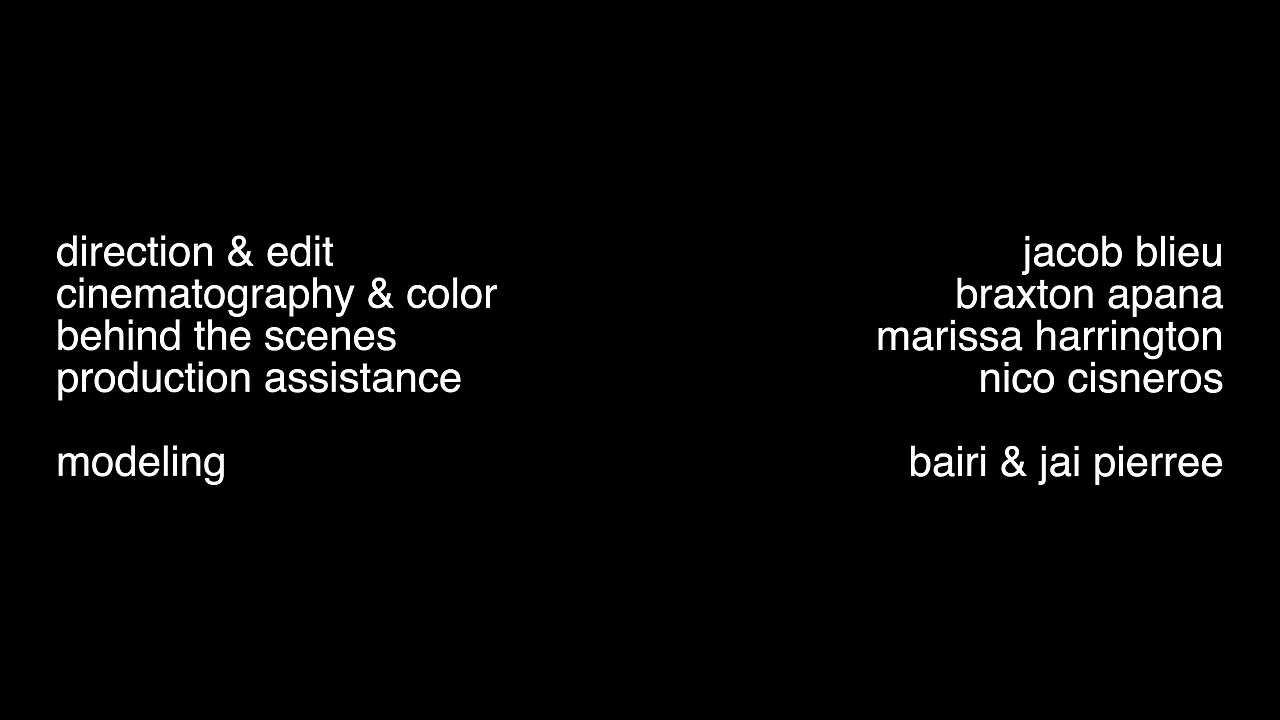 direction & edit jacob blieu
cinematography & color braxton apana
behind the scenes marissa harrington
production assistance nico cisneros
modeling bairi & jai pierree